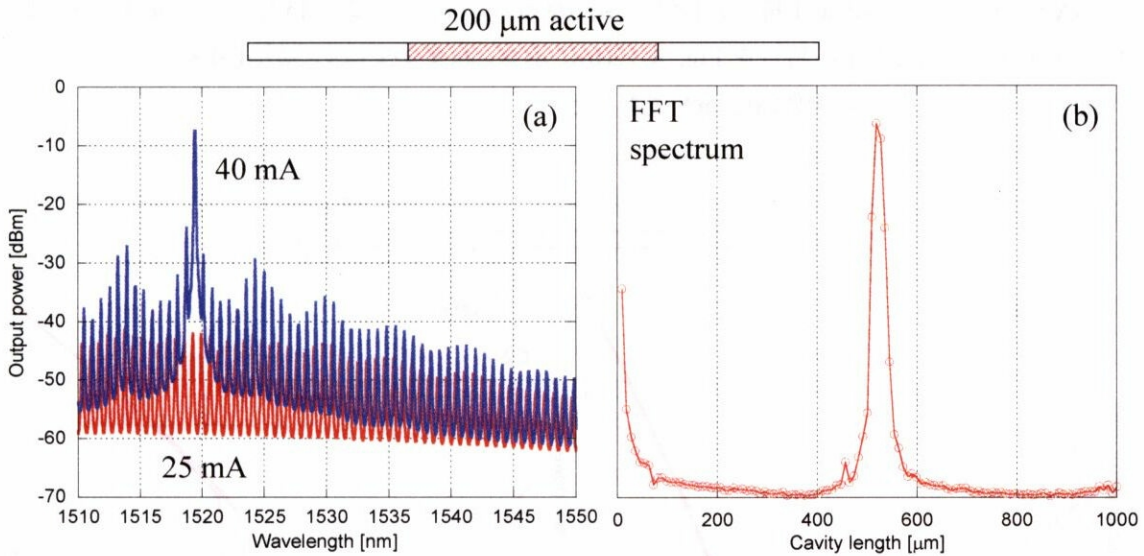 200 μm active
(a)
0
-10
-20
-30
-40
-50
-60
-70
Output power [dBm]
40 mA
25 mA
1510 1515 1520 1525 1530 1535 1540 1545 1550
Wavelength [nm]
FFT
spectrum
(b)
0 200 400 600 800 1000
Cavity length [μm]